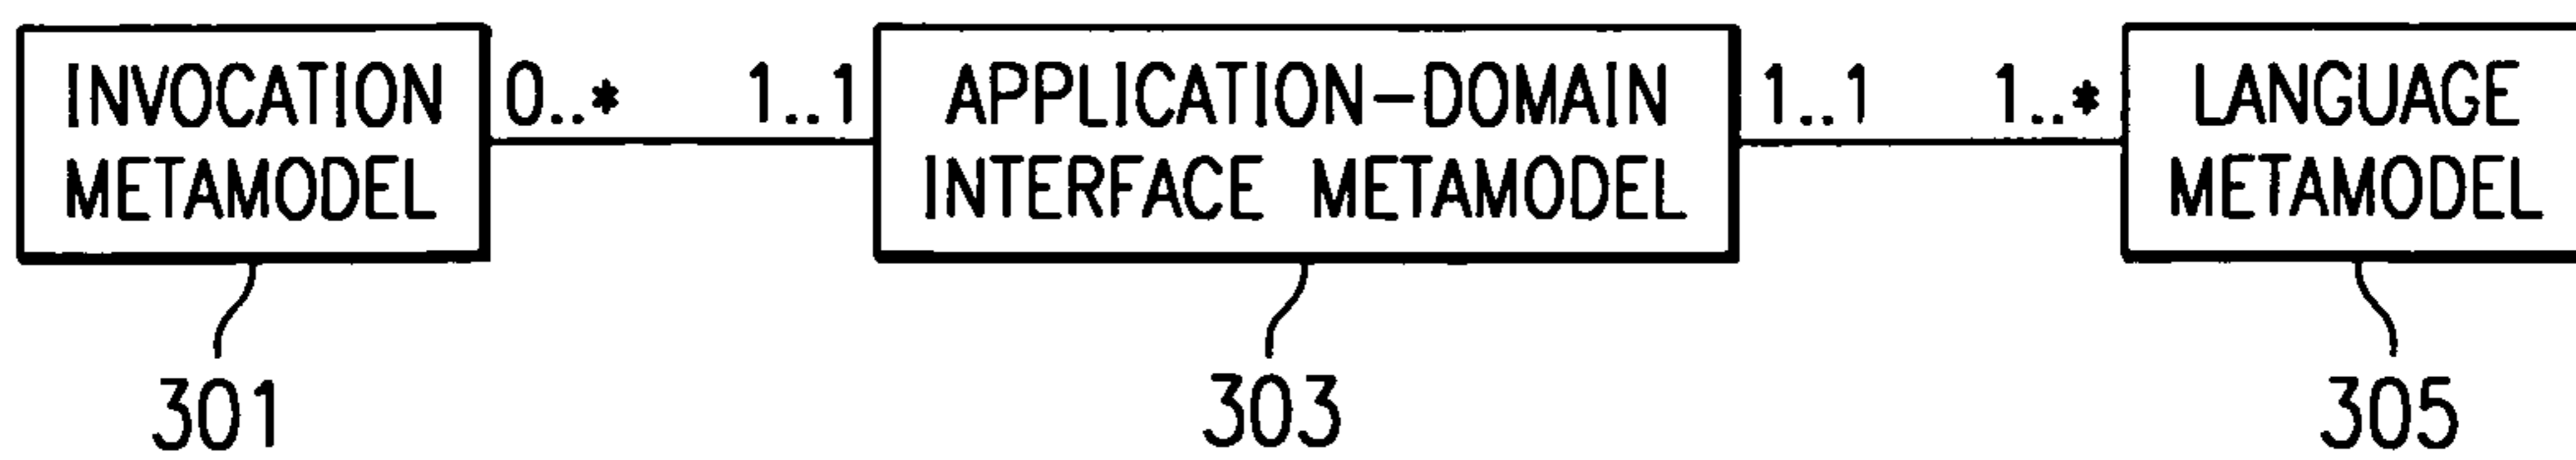 INVOCATION
METAMODEL
0..* 1..1
APPLICATION-DOMAIN
INTERFACE METAMODEL
1..1 1..*
LANGUAGE
METAMODEL
301
303
305